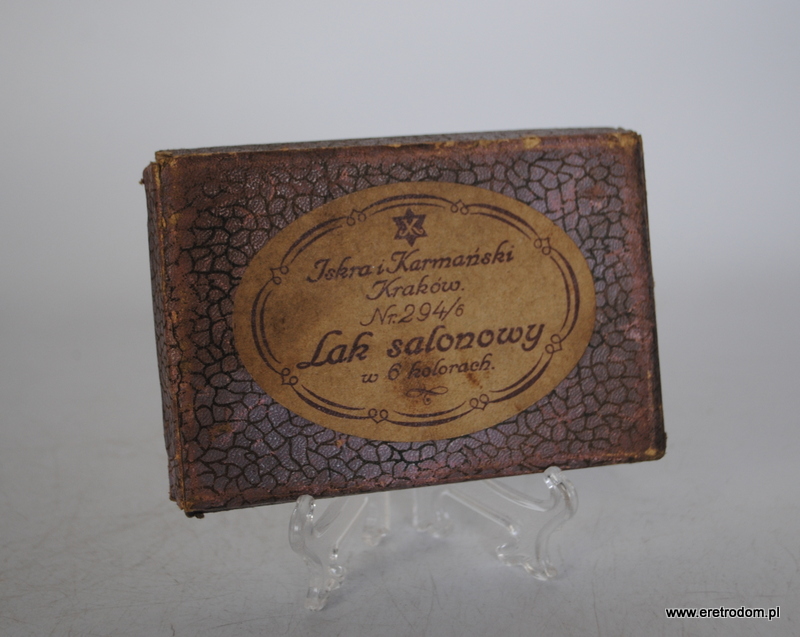 Iskra i Karmański
Kraków.
Nr. 294/6
Lak salonowy
w 6 kolorach.
www.eretrodom.pl